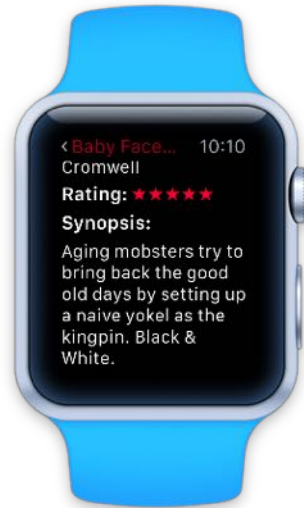 < Baby Face... 10:10
Cromwell
Rating: ★★★★★
Synopsis:
Aging mobsters try to
bring back the good
old days by setting up
a naive yokel as the
kingpin. Black &
White.